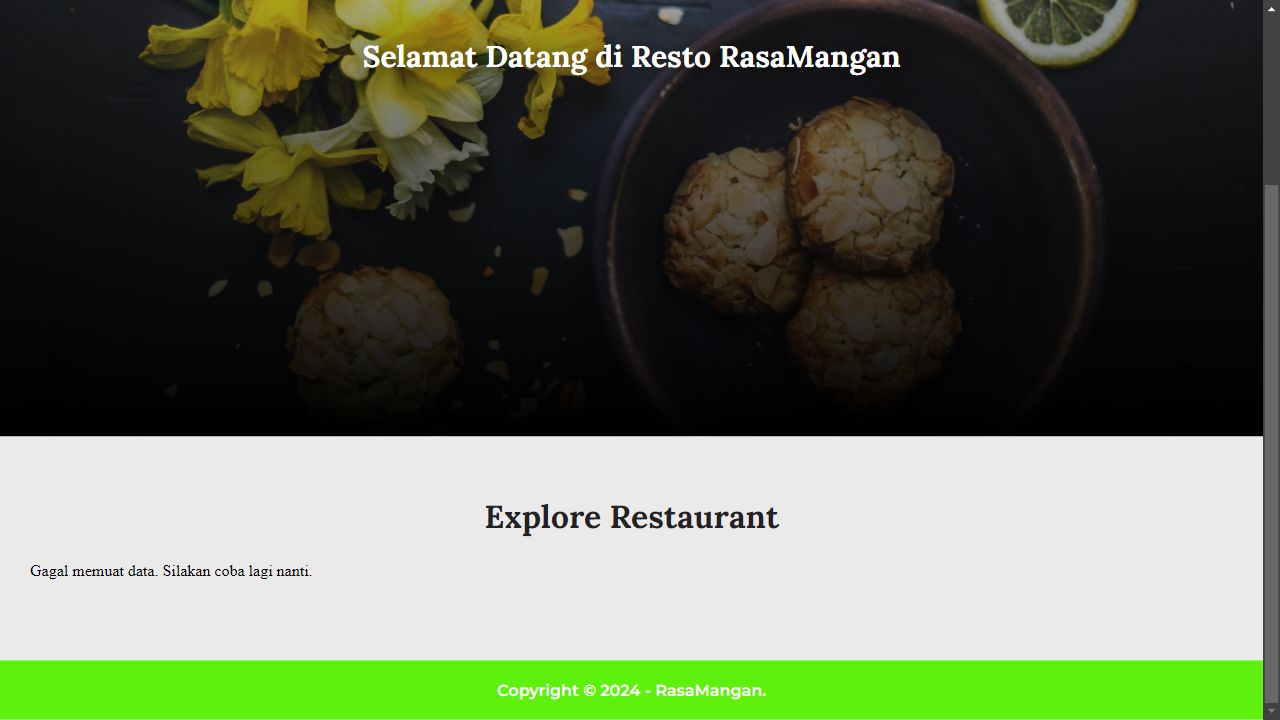 Selamat Datang di Resto RasaMangan
Explore Restaurant
Gagal memuat data. Silakan coba lagi nanti.
Copyright © 2024 - RasaMangan.